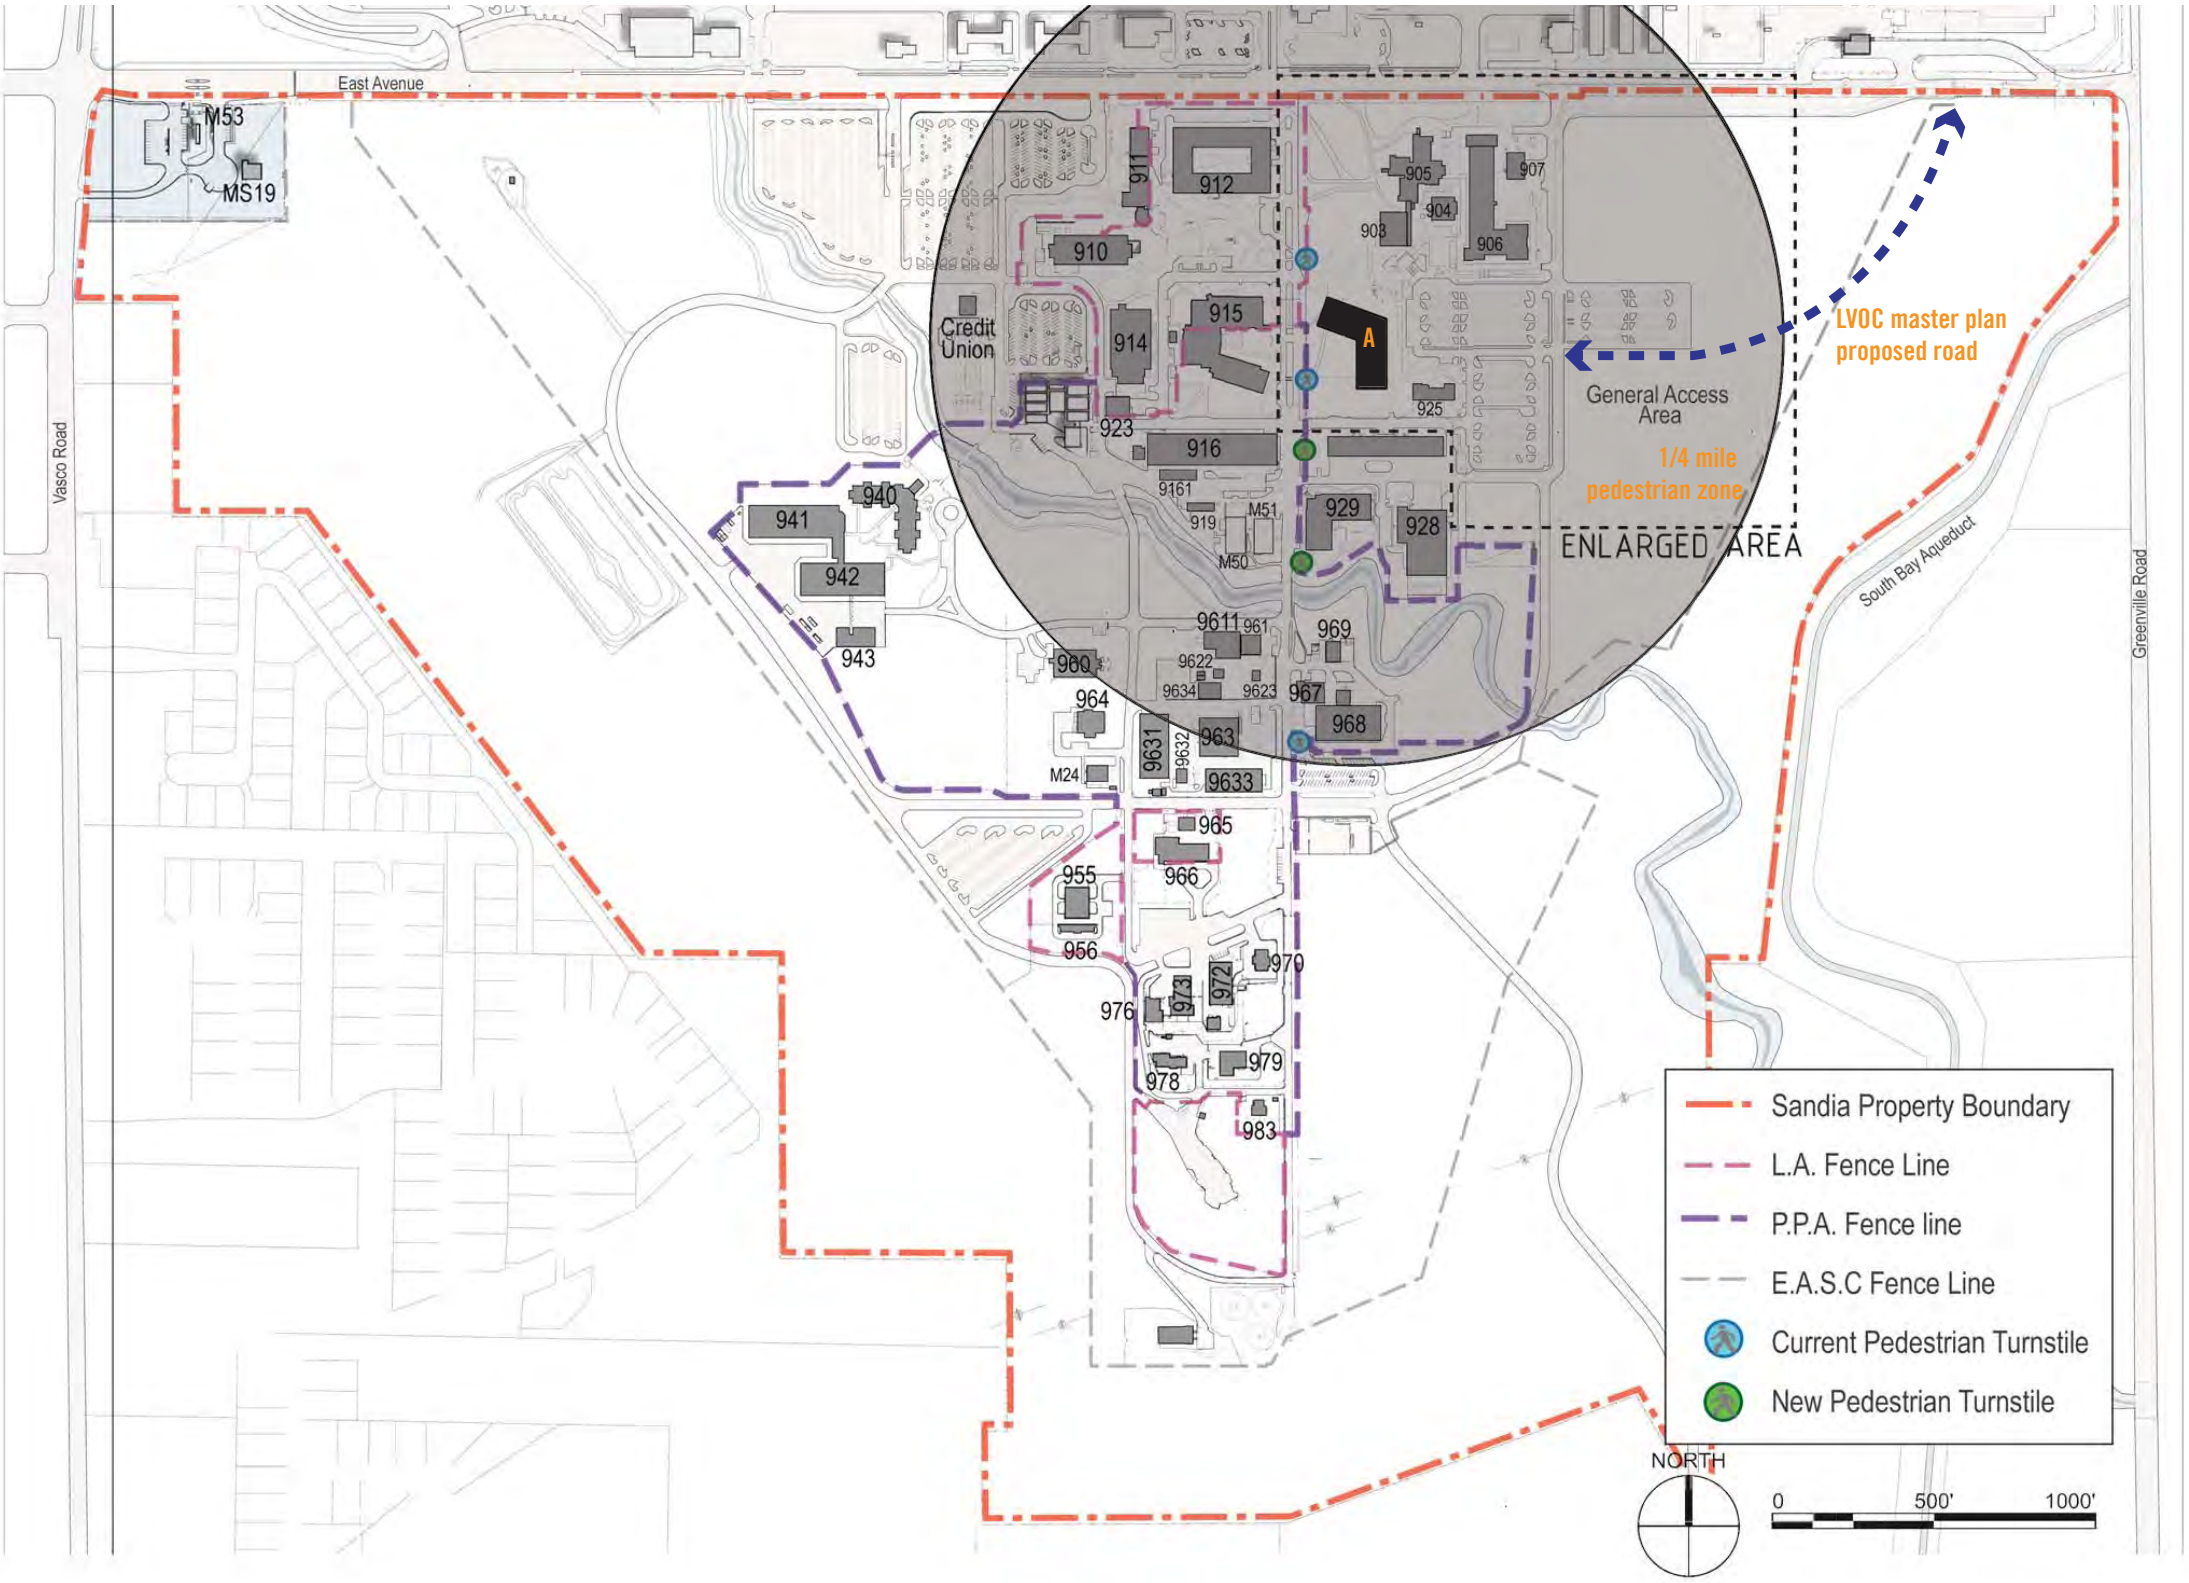 East Avenue
M53
MS19
911
912
905
907
904
903
906
910
Credit
Union
914
915
A
LVOC master plan
proposed road
General Access
Area
925
923
916
1/4 mile
pedestrian zone
9161
919
M51
M50
929
928
ENLARGED AREA
940
941
942
943
Vasco Road
South Bay Aqueduct
Greenville Road
9611
961
969
960
9622
9634
9623
967
964
968
9631
9632
963
M24
9633
965
966
955
956
970
972
973
976
978
979
983
Sandia Property Boundary
L.A. Fence Line
P.P.A. Fence line
E.A.S.C Fence Line
Current Pedestrian Turnstile
New Pedestrian Turnstile
NORTH
0 500' 1000'